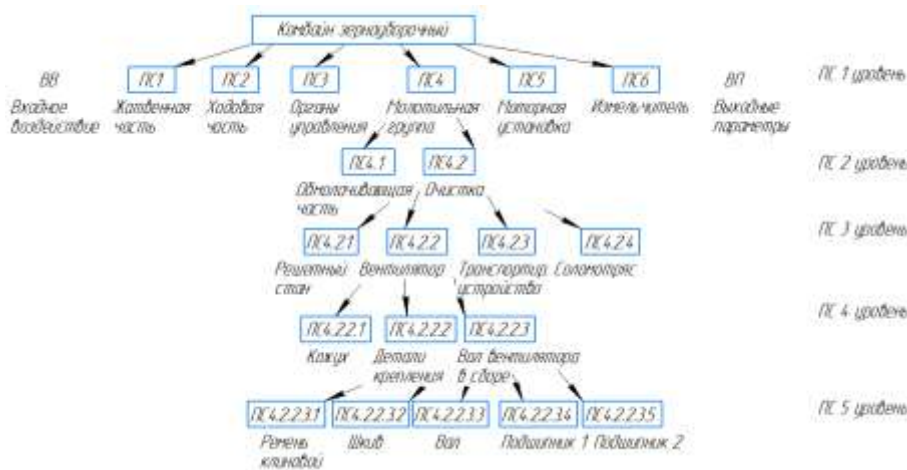 Комбайн зерноуборочный
ВВ ПС1 ПС2 ПС3 ПС4 ПС5 ПС6 ВП ПС 1 уровень
Входное Жатвенная Ходовая Органы Молотильная Моторная Измельчитель Выходные
воздействие часть часть управления группа установка параметры
ПС4.1 ПС4.2 ПС 2 уровень
Обмолачивающая Очистка
часть
ПС4.2.1 ПС4.2.2 ПС4.2.3 ПС4.2.4 ПС 3 уровень
Решетный Вентилятор Транспортир. Соломотряс
стан устройства
ПС4.2.2.1 ПС4.2.2.2 ПС4.2.2.3 ПС 4 уровень
Кожух Детали Вал вентилятора
крепления в сборе
ПС4.2.2.3.1 ПС4.2.2.3.2 ПС4.2.2.3.3 ПС4.2.2.3.4 ПС4.2.2.3.5 ПС 5 уровень
Ремень Шкив Вал Подшипник 1 Подшипник 2
клиновой